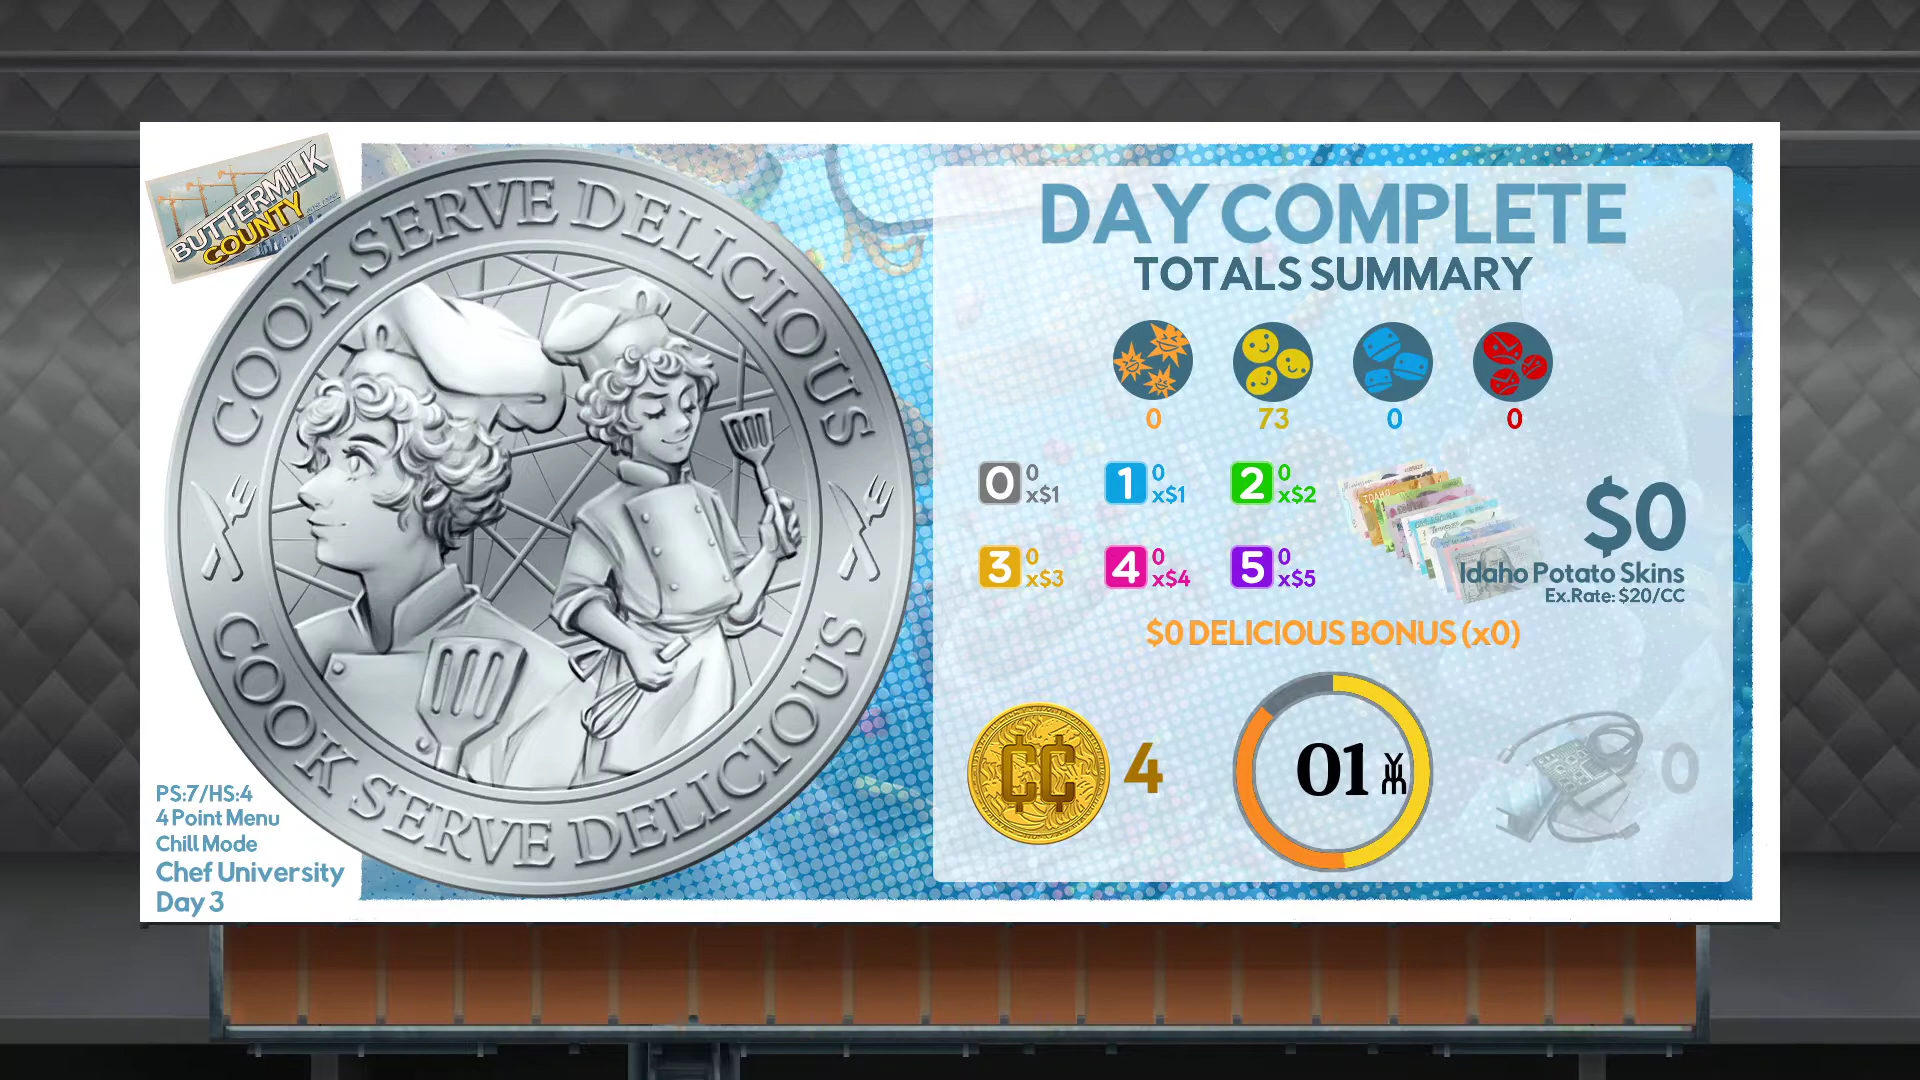 BUTTERMILK
COUNTY
COOK SERVE DELICIOUS
COOK SERVE DELICIOUS
PS:7/HS:4
4 Point Menu
Chill Mode
Chef University
Day 3
DAY COMPLETE
TOTALS SUMMARY
0 73 0 0
0 0 x$1
1 0 x$1
2 0 x$2
3 0 x$3
4 0 x$4
5 0 x$5
IDAHO
$0
Idaho Potato Skins
Ex.Rate: $20/CC
$0 DELICIOUS BONUS (x0)
CC 4
01
0